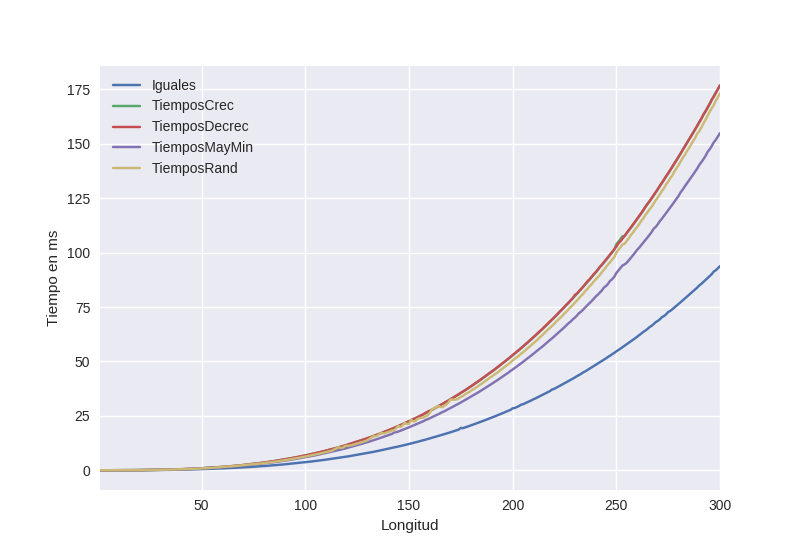 Iguales
TiemposCrec
TiemposDecrec
TiemposMayMin
TiemposRand
175
150
125
100
75
50
25
0
Tiempo en ms
50
100
150
200
250
300
Longitud